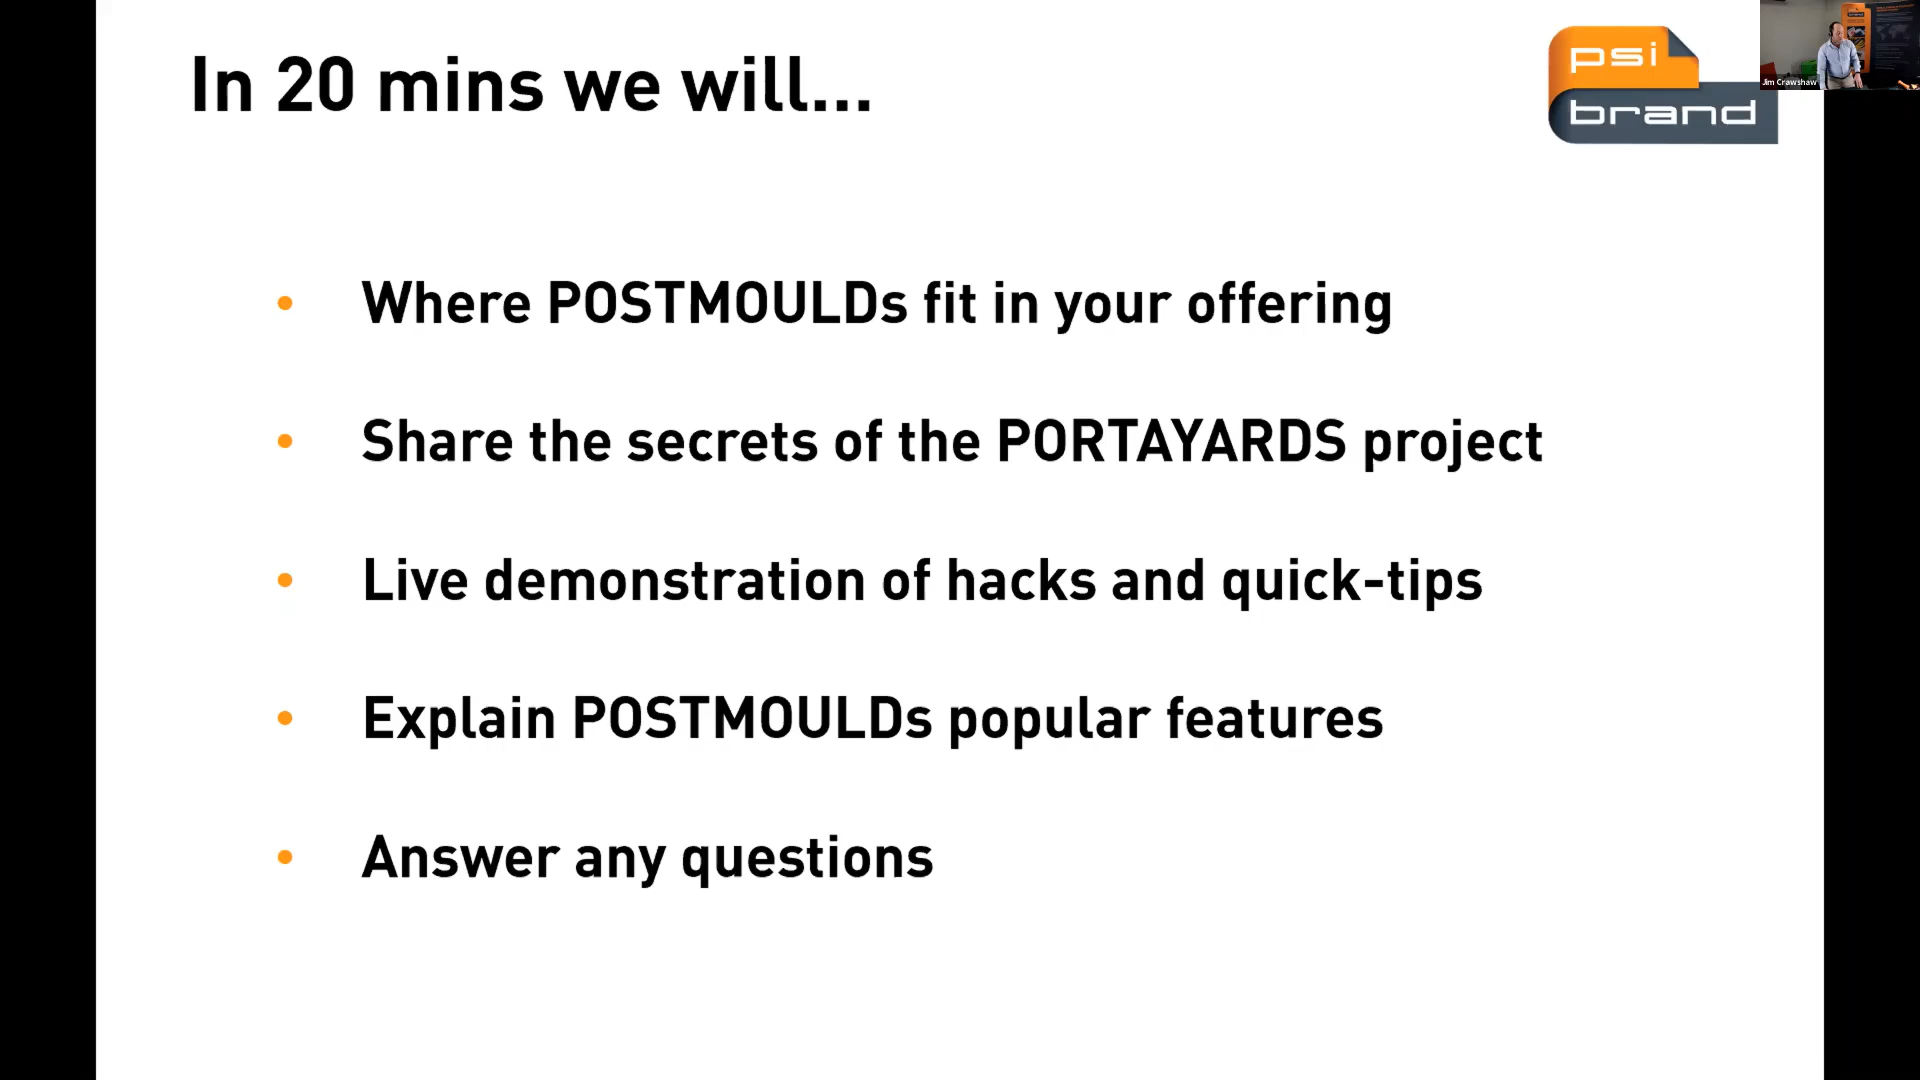 In 20 mins we will...
psi
brand
Jim Crawshaw
• Where POSTMOULDs fit in your offering
• Share the secrets of the PORTAYARDS project
• Live demonstration of hacks and quick-tips
• Explain POSTMOULDs popular features
• Answer any questions